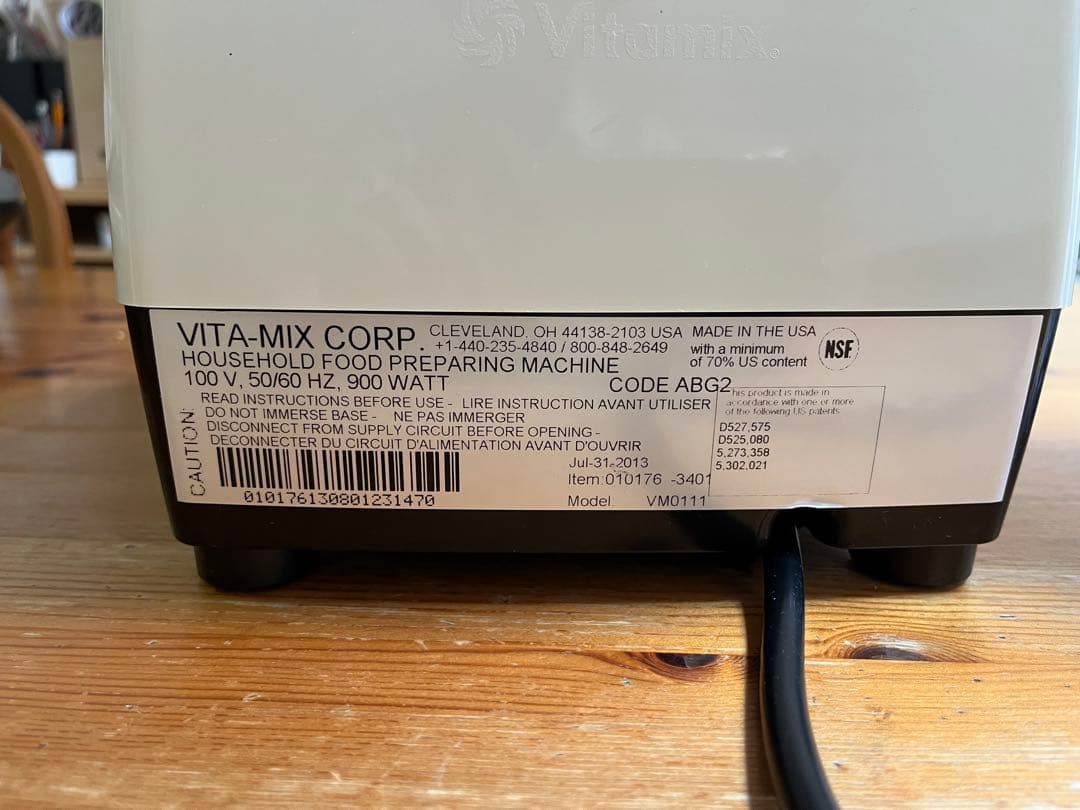 Vitamix®
VITA-MIX CORP.
CLEVELAND, OH 44138-2103 USA
+1-440-235-4840 / 800-848-2649
MADE IN THE USA
with a minimum
of 70% US content
NSF
HOUSEHOLD FOOD PREPARING MACHINE
100 V, 50/60 HZ, 900 WATT
CODE ABG2
CAUTION:
READ INSTRUCTIONS BEFORE USE - LIRE INSTRUCTION AVANT UTILISER
DO NOT IMMERSE BASE - NE PAS IMMERGER
DISCONNECT FROM SUPPLY CIRCUIT BEFORE OPENING -
DECONNECTER DU CIRCUIT D'ALIMENTATION AVANT D'OUVRIR
This product is made in
accordance with one or more
of the following US patents
D527,575
D525,080
5,273,358
5,302,021
010176130801231470
Jul-31-2013
Item:010176 -3401
Model VM0111